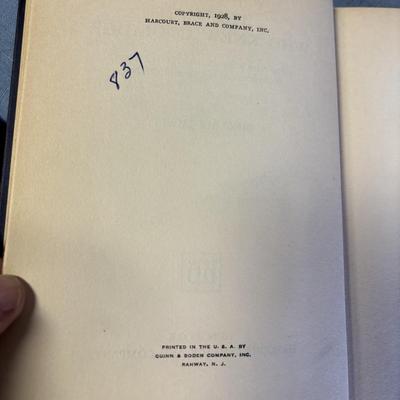 COPYRIGHT, 1928, BY
HARCOURT, BRACE AND COMPANY, INC.
837
PRINTED IN THE U. S. A. BY
QUINN & BODEN COMPANY, INC.
RAHWAY, N. J.